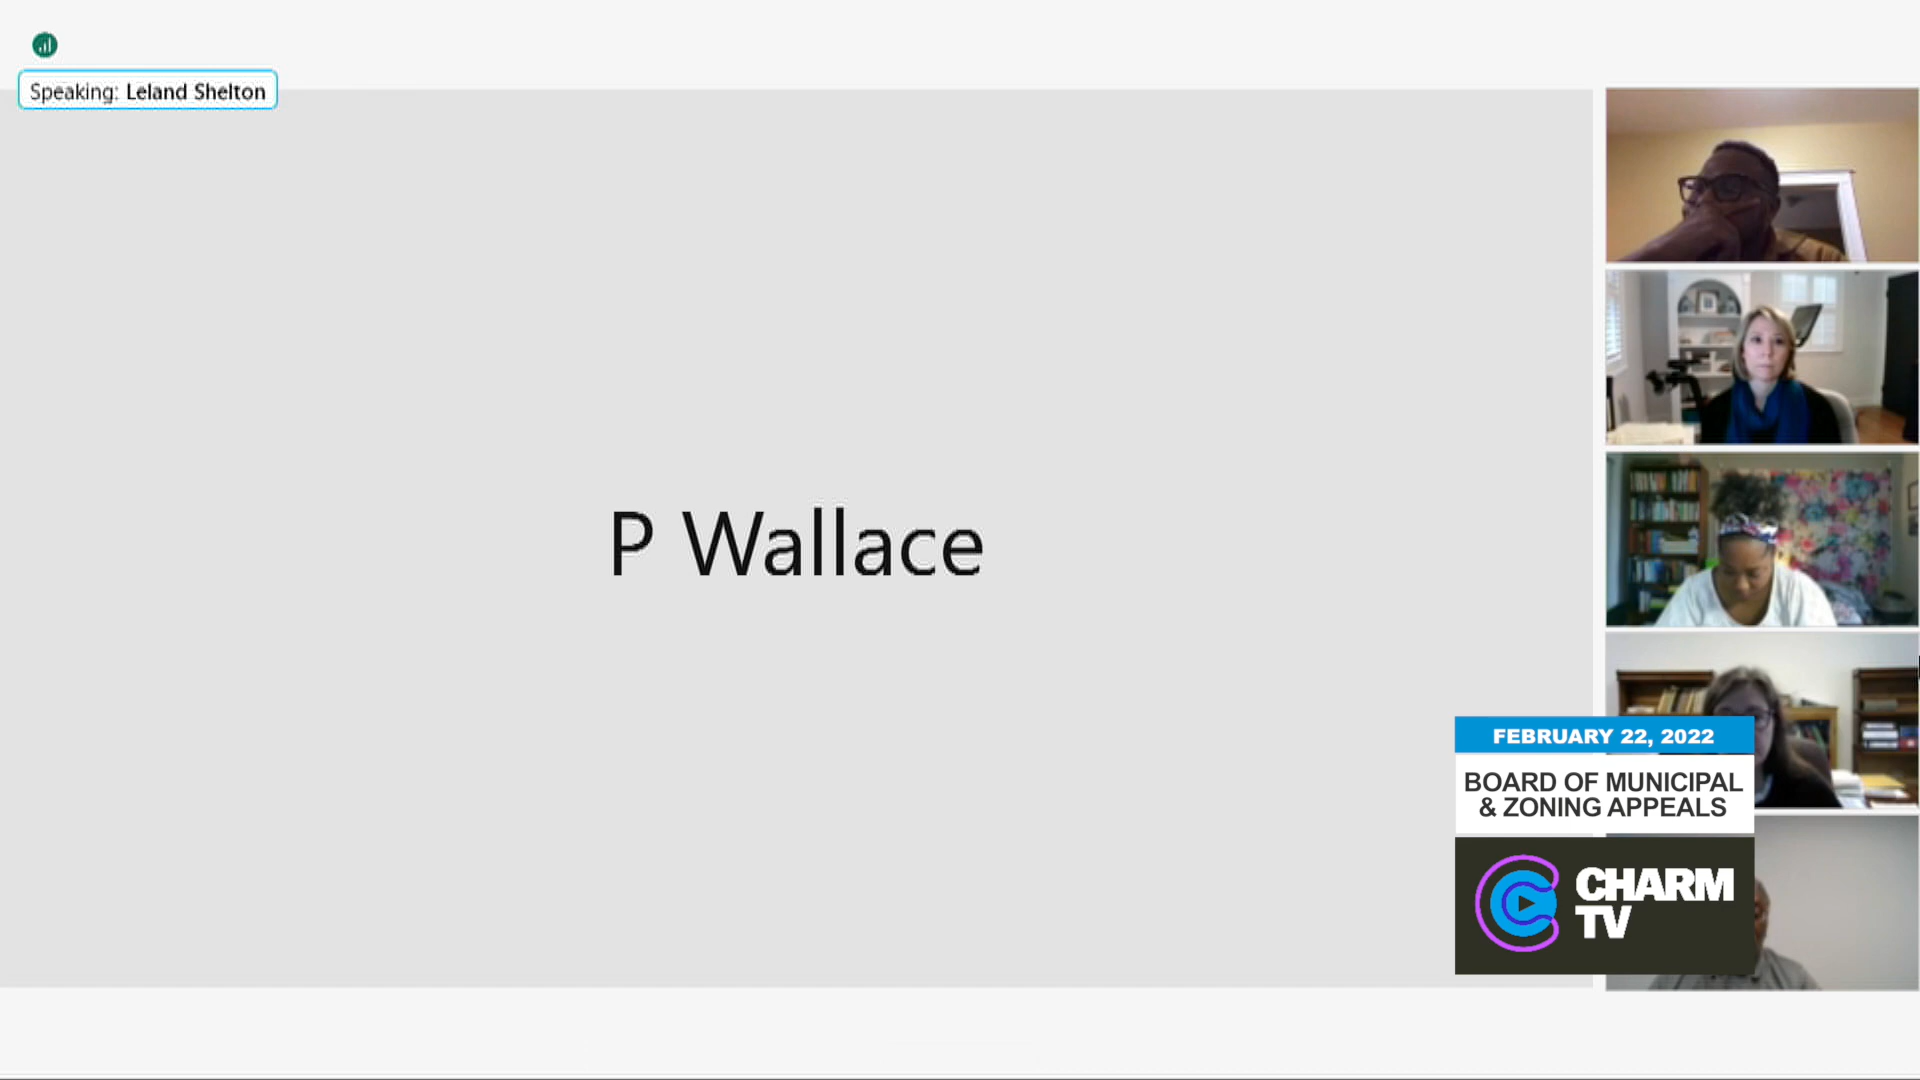 Speaking: Leland Shelton
P Wallace
FEBRUARY 22, 2022
BOARD OF MUNICIPAL
& ZONING APPEALS
CHARM
TV